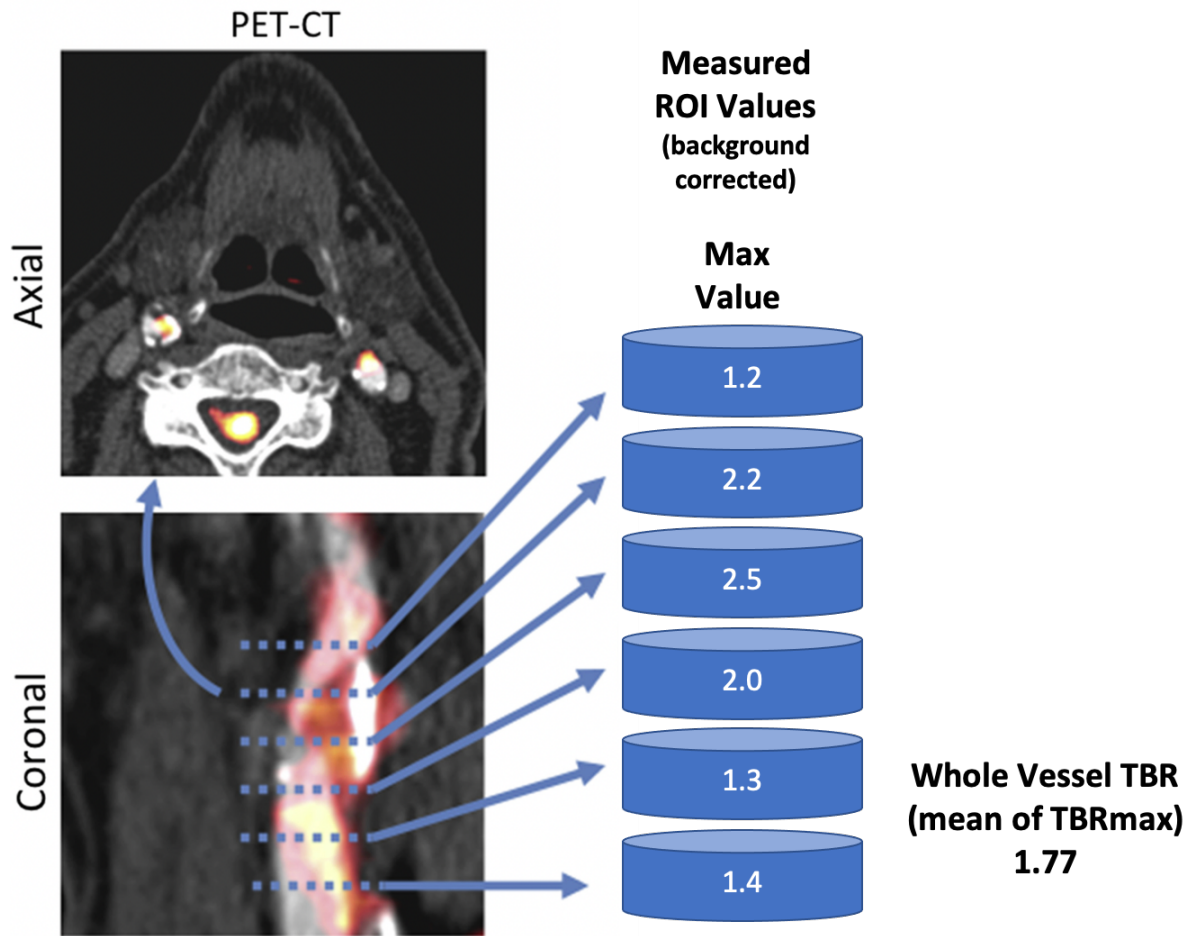 PET-CT
Axial
Coronal
Measured
ROI Values
(background
corrected)
Max
Value
1.2
2.2
2.5
2.0
1.3
1.4
Whole Vessel TBR
(mean of TBRmax)
1.77